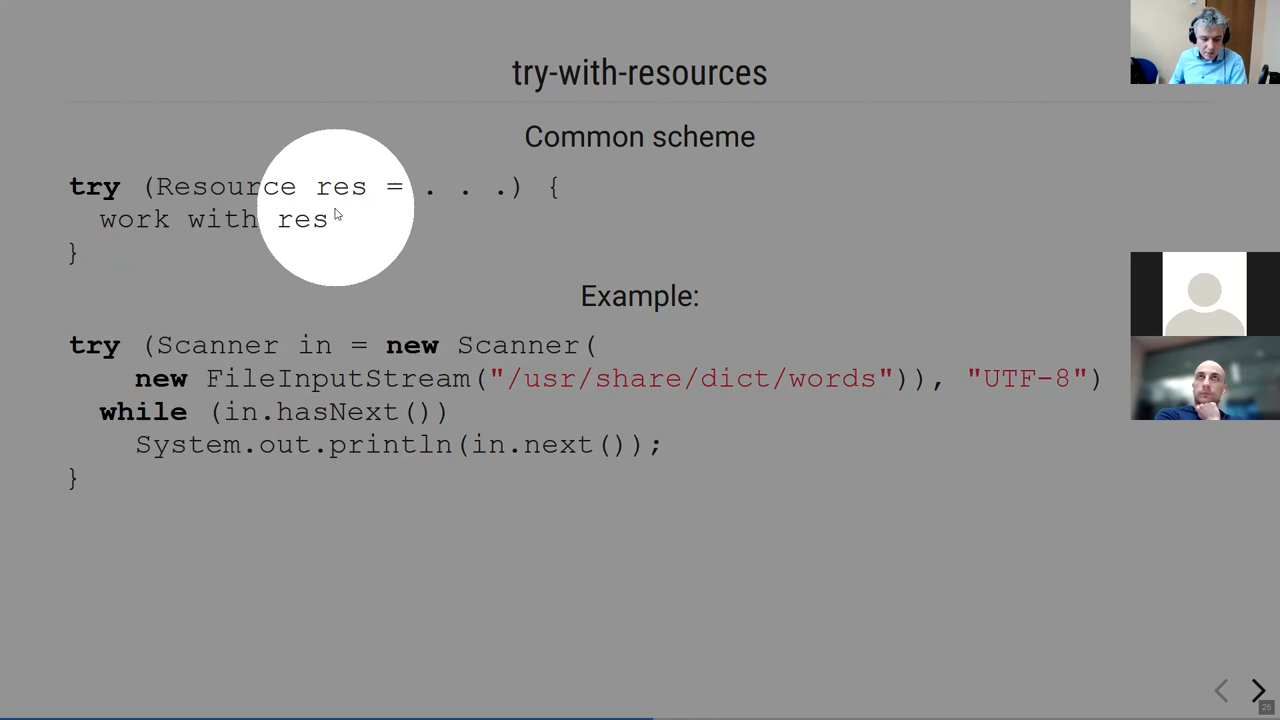 try-with-resources
Common scheme
try (Resource res = . . .) {
work with res
}
Example:
try (Scanner in = new Scanner(
new FileInputStream("/usr/share/dict/words")), "UTF-8")
while (in.hasNext())
System.out.println(in.next());
}
26